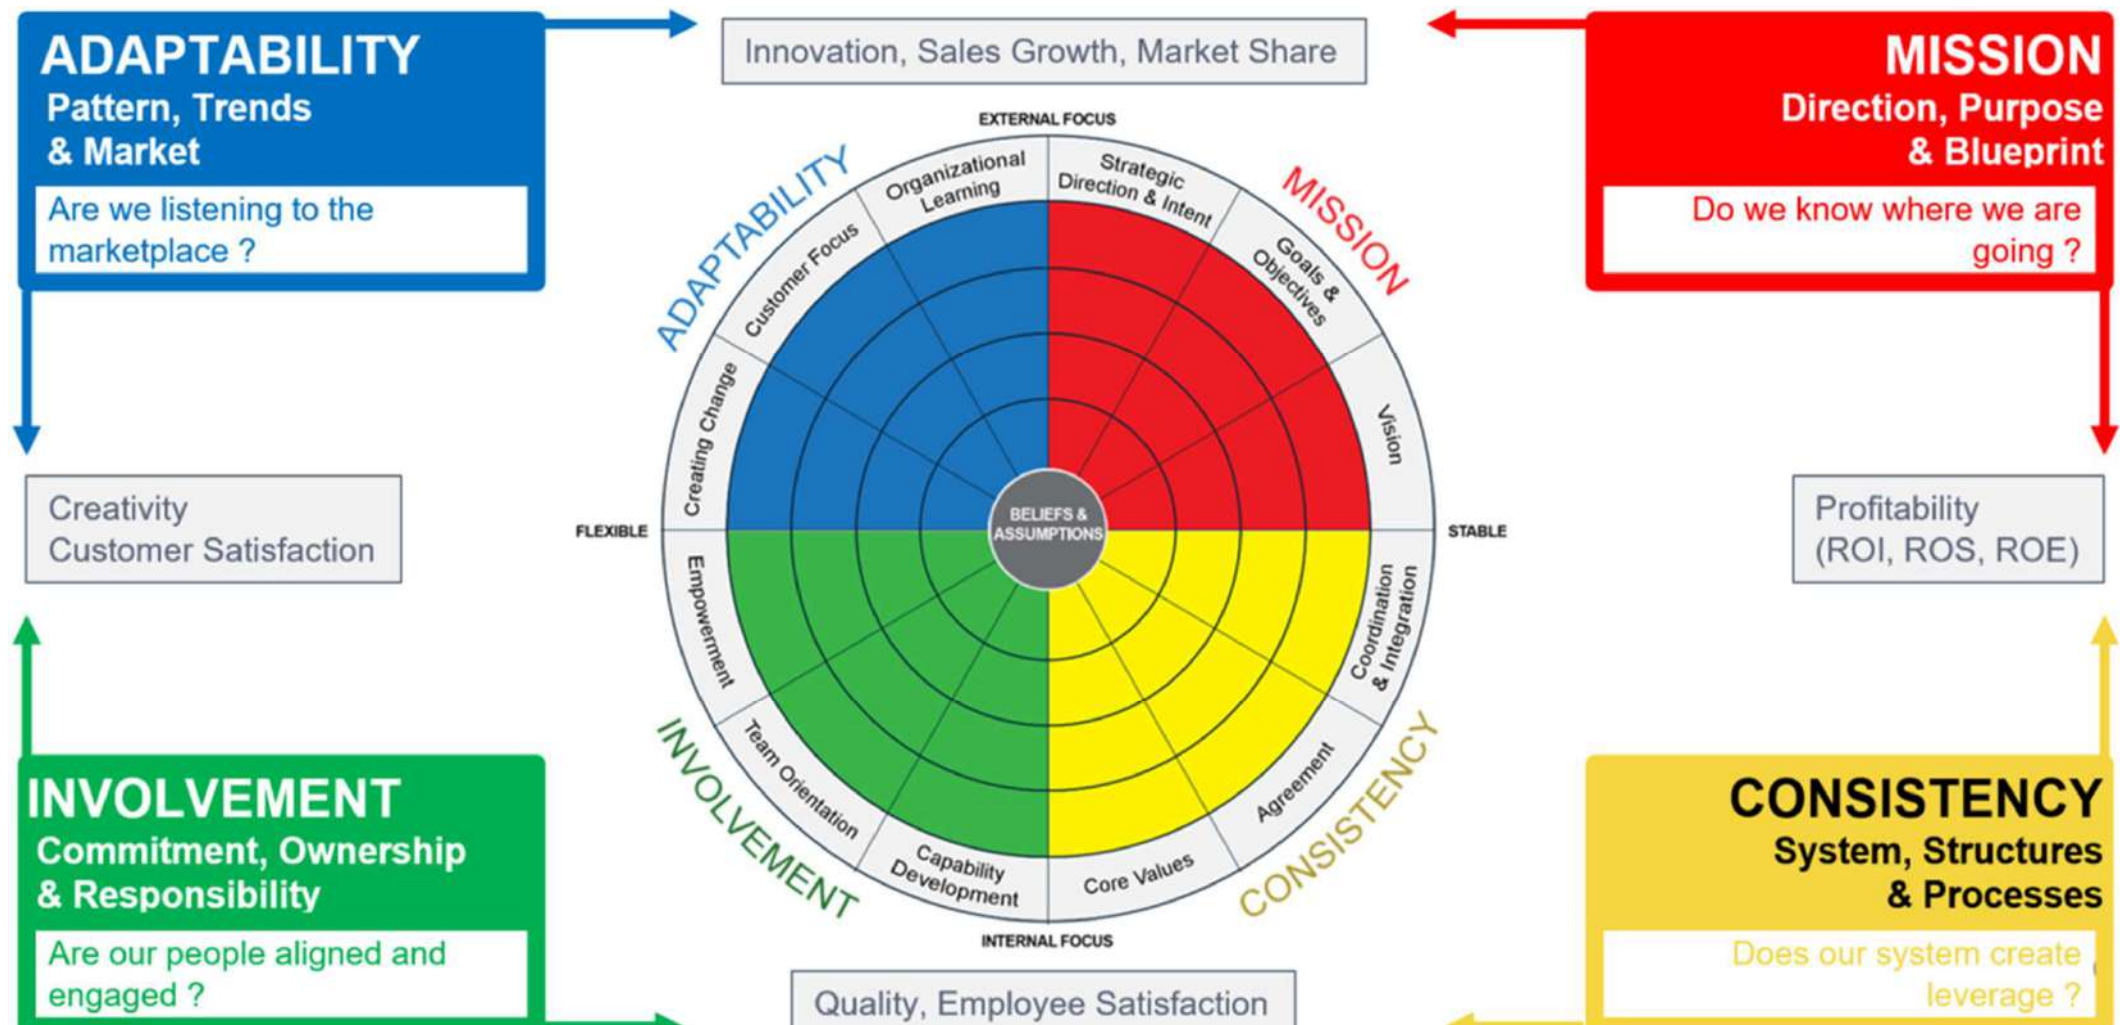 ADAPTABILITY
Pattern, Trends
& Market
Are we listening to the
marketplace ?
Innovation, Sales Growth, Market Share
MISSION
Direction, Purpose
& Blueprint
Do we know where we are
going ?
EXTERNAL FOCUS
ADAPTABILITY
MISSION
Organizational
Learning
Strategic
Direction & Intent
Customer Focus
Goals &
Objectives
Creating Change
Vision
Creativity
Customer Satisfaction
FLEXIBLE
BELIEFS &
ASSUMPTIONS
STABLE
Profitability
(ROI, ROS, ROE)
Empowerment
Coordination
& Integration
Team Orientation
Agreement
Capability
Development
Core Values
INVOLVEMENT
CONSISTENCY
INTERNAL FOCUS
INVOLVEMENT
Commitment, Ownership
& Responsibility
Are our people aligned and
engaged ?
Quality, Employee Satisfaction
CONSISTENCY
System, Structures
& Processes
Does our system create
leverage ?